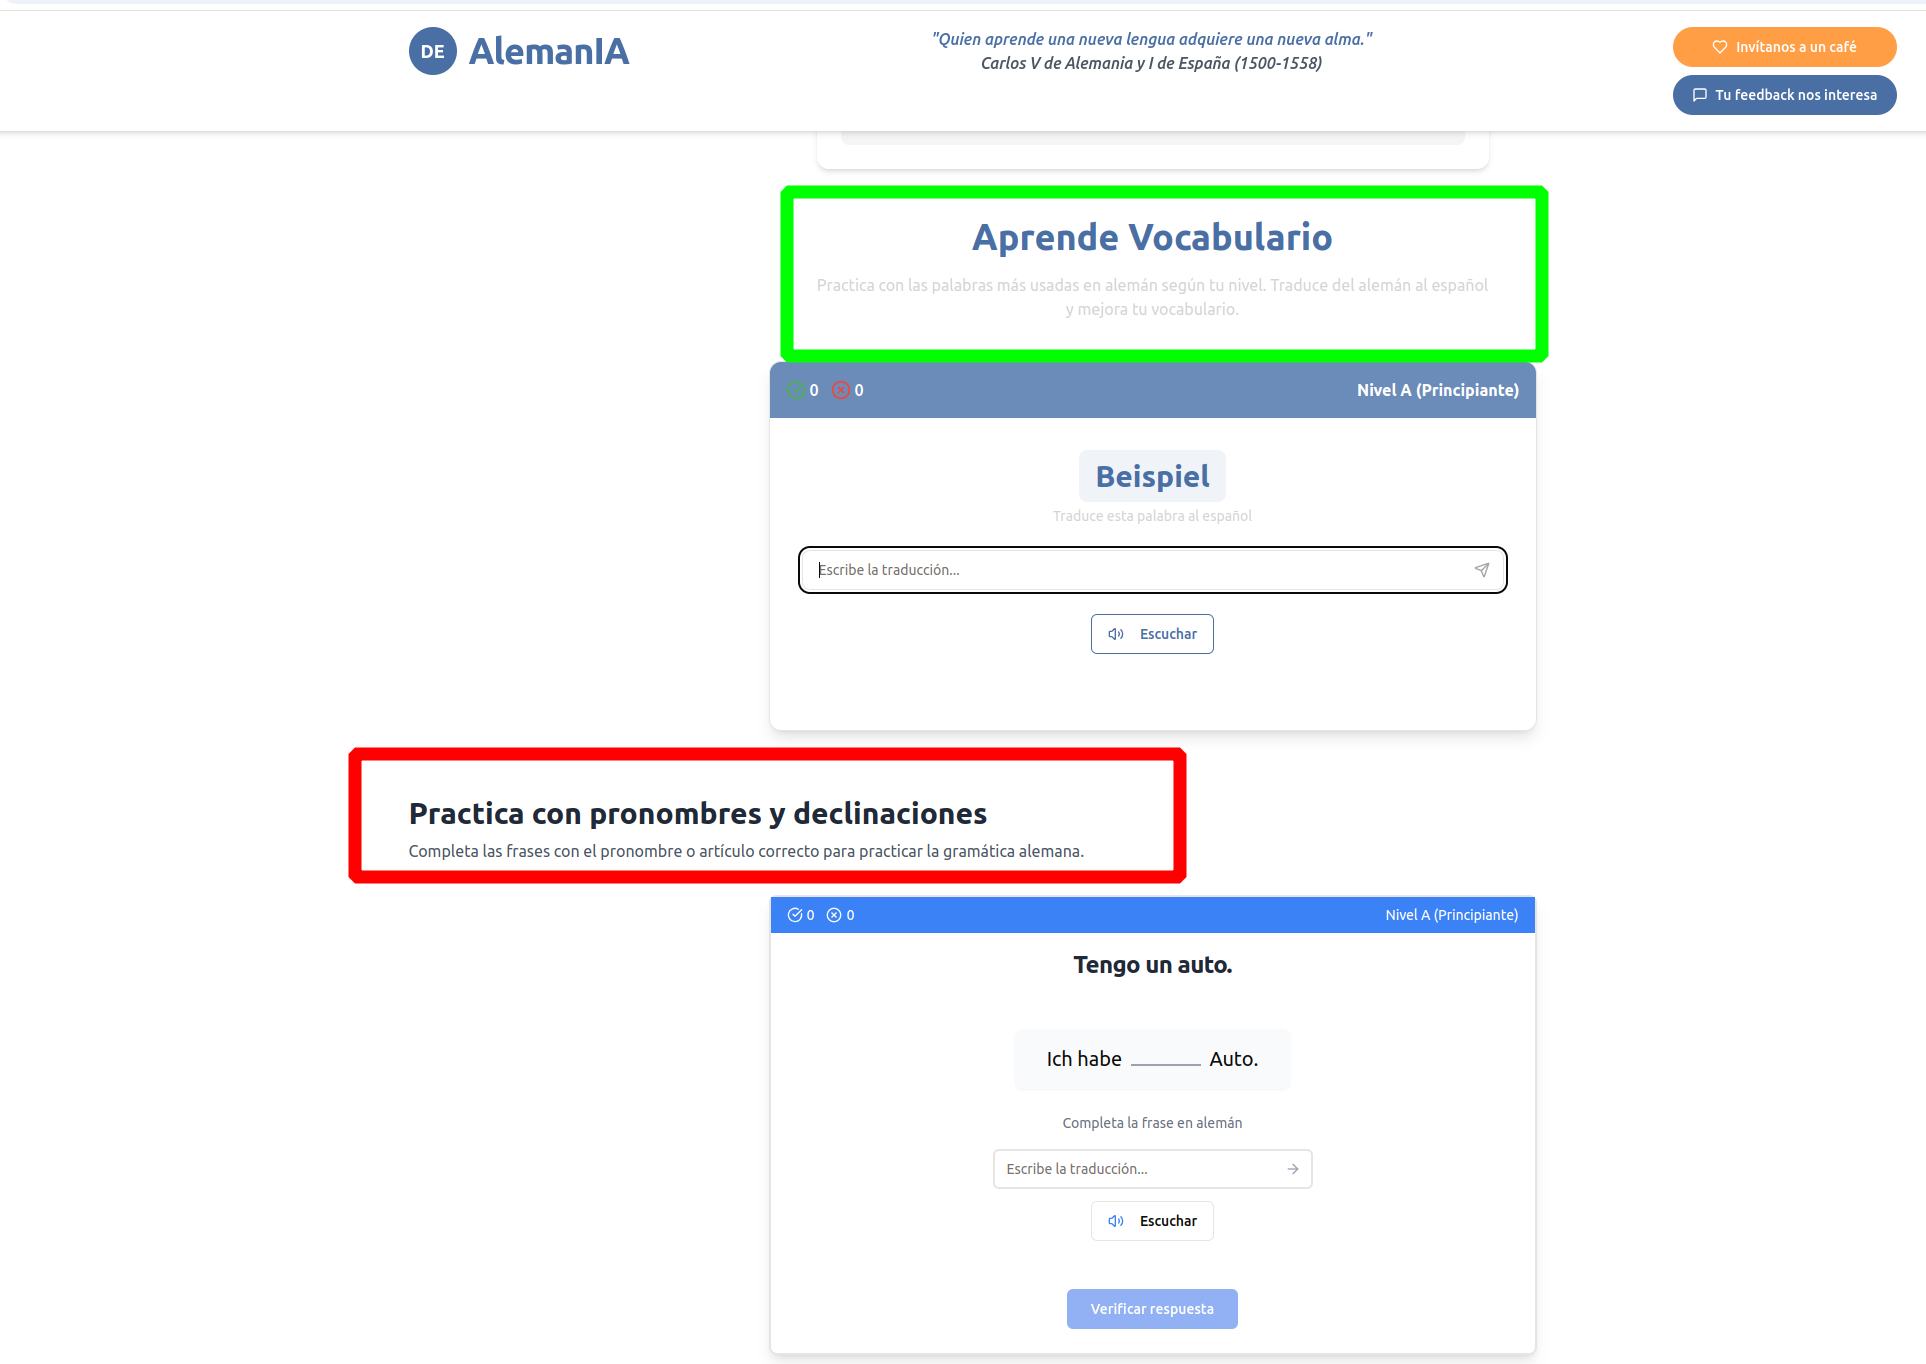 DE AlemanIA
"Quien aprende una nueva lengua adquiere una nueva alma."
Carlos V de Alemania y I de España (1500-1558)
Invítanos a un café
Tu feedback nos interesa
Aprende Vocabulario
Practica con las palabras más usadas en alemán según tu nivel. Traduce del alemán al español
y mejora tu vocabulario.
0 0 Nivel A (Principiante)
Beispiel
Traduce esta palabra al español
Escribe la traducción...
Escuchar
Practica con pronombres y declinaciones
Completa las frases con el pronombre o artículo correcto para practicar la gramática alemana.
0 0 Nivel A (Principiante)
Tengo un auto.
Ich habe ______ Auto.
Completa la frase en alemán
Escribe la traducción...
Escuchar
Verificar respuesta